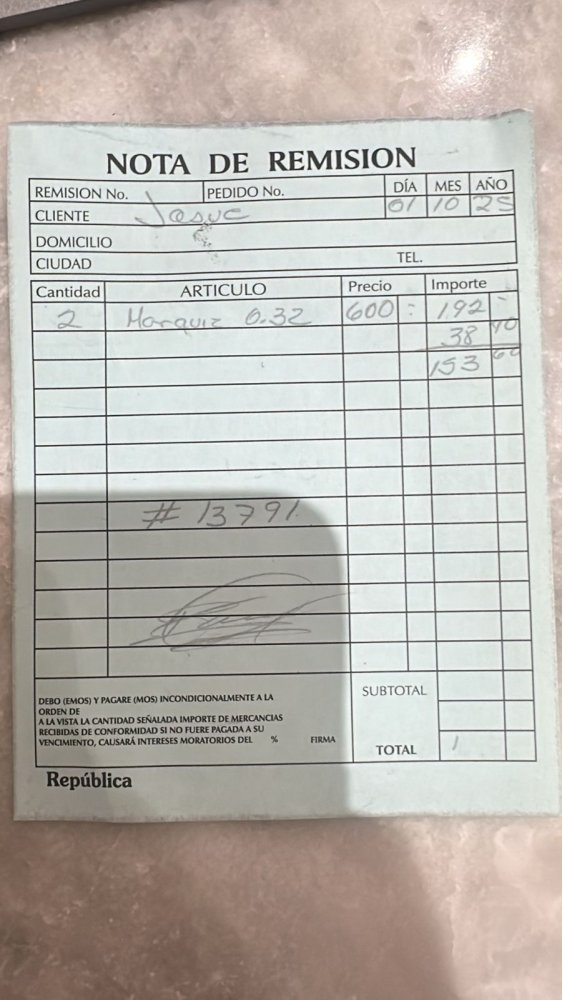 NOTA DE REMISION
REMISION No. PEDIDO No. DÍA MES AÑO
CLIENTE Josue 01 10 25
DOMICILIO
CIUDAD TEL.
Cantidad ARTICULO Precio Importe
2 Marquiz 0.32 600 - 192 -
38 40
153 60
# 13791
DEBO (EMOS) Y PAGARE (MOS) INCONDICIONALMENTE A LA
ORDEN DE
A LA VISTA LA CANTIDAD SEÑALADA IMPORTE DE MERCANCIAS
RECIBIDAS DE CONFORMIDAD SI NO FUERE PAGADA A SU
VENCIMIENTO, CAUSARÁ INTERESES MORATORIOS DEL % FIRMA
SUBTOTAL
TOTAL
República